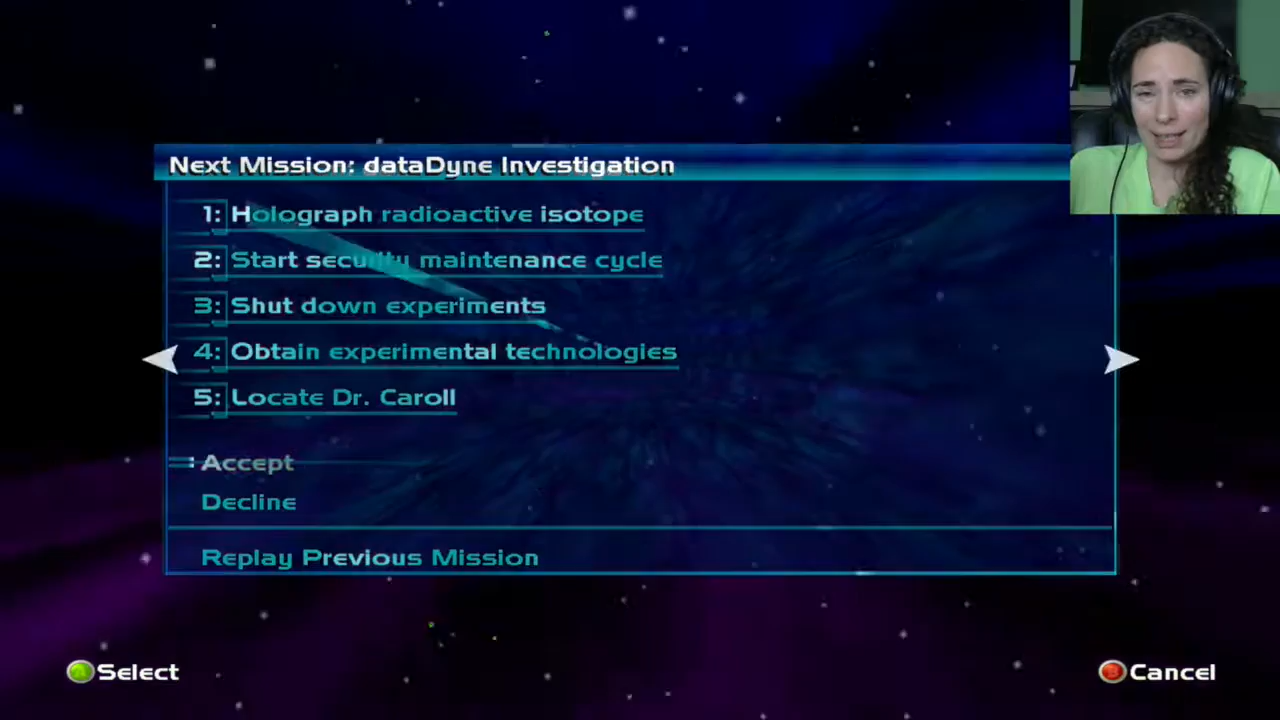 Next Mission: dataDyne Investigation
1: Holograph radioactive isotope
2: Start security maintenance cycle
3: Shut down experiments
4: Obtain experimental technologies
5: Locate Dr. Caroll
Accept
Decline
Replay Previous Mission
A Select
B Cancel